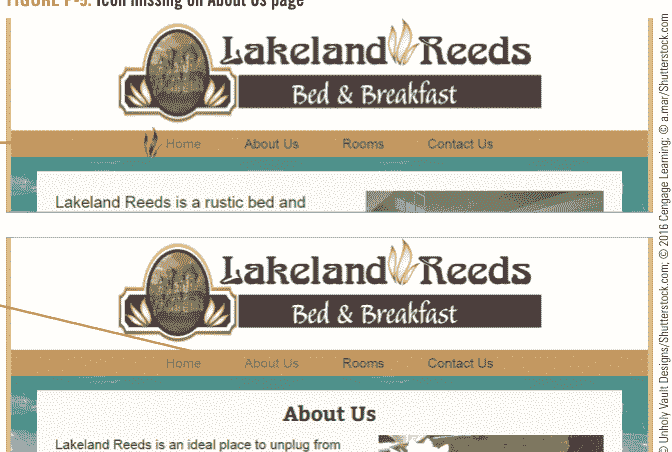 FIGURE F-5: Icon missing on About Us page
Lakeland Reeds
Bed & Breakfast
Home About Us Rooms Contact Us
Lakeland Reeds is a rustic bed and
Lakeland Reeds
Bed & Breakfast
Home About Us Rooms Contact Us
About Us
Lakeland Reeds is an ideal place to unplug from
© Unholy Vault Designs/Shutterstock.com; © 2016 Cengage Learning; © a.mar/Shutterstock.com